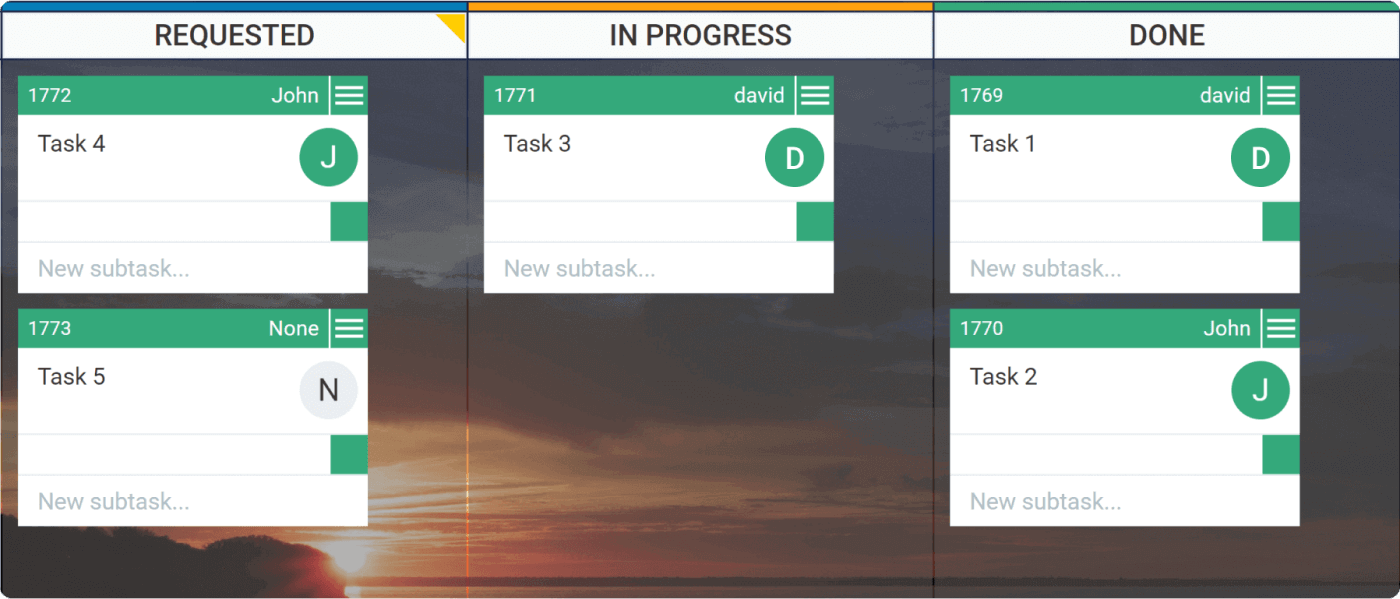 REQUESTED
IN PROGRESS
DONE
1772 John
Task 4
J
New subtask...
1773 None
Task 5
N
New subtask...
1771 david
Task 3
D
New subtask...
1769 david
Task 1
D
New subtask...
1770 John
Task 2
J
New subtask...